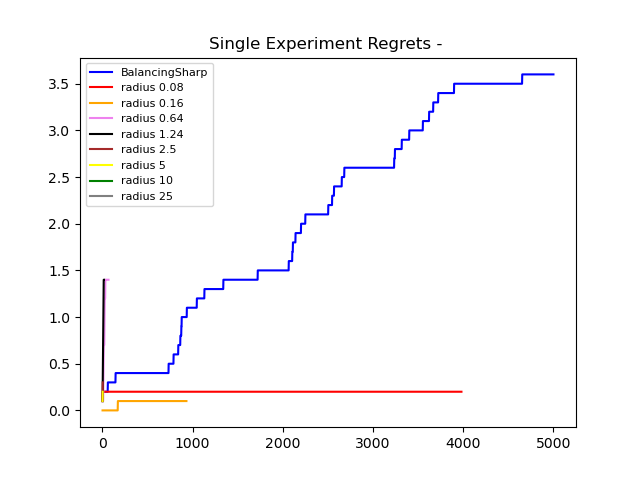 Single Experiment Regrets -
BalancingSharp
radius 0.08
radius 0.16
radius 0.64
radius 1.24
radius 2.5
radius 5
radius 10
radius 25
3.5
3.0
2.5
2.0
1.5
1.0
0.5
0.0
0 1000 2000 3000 4000 5000